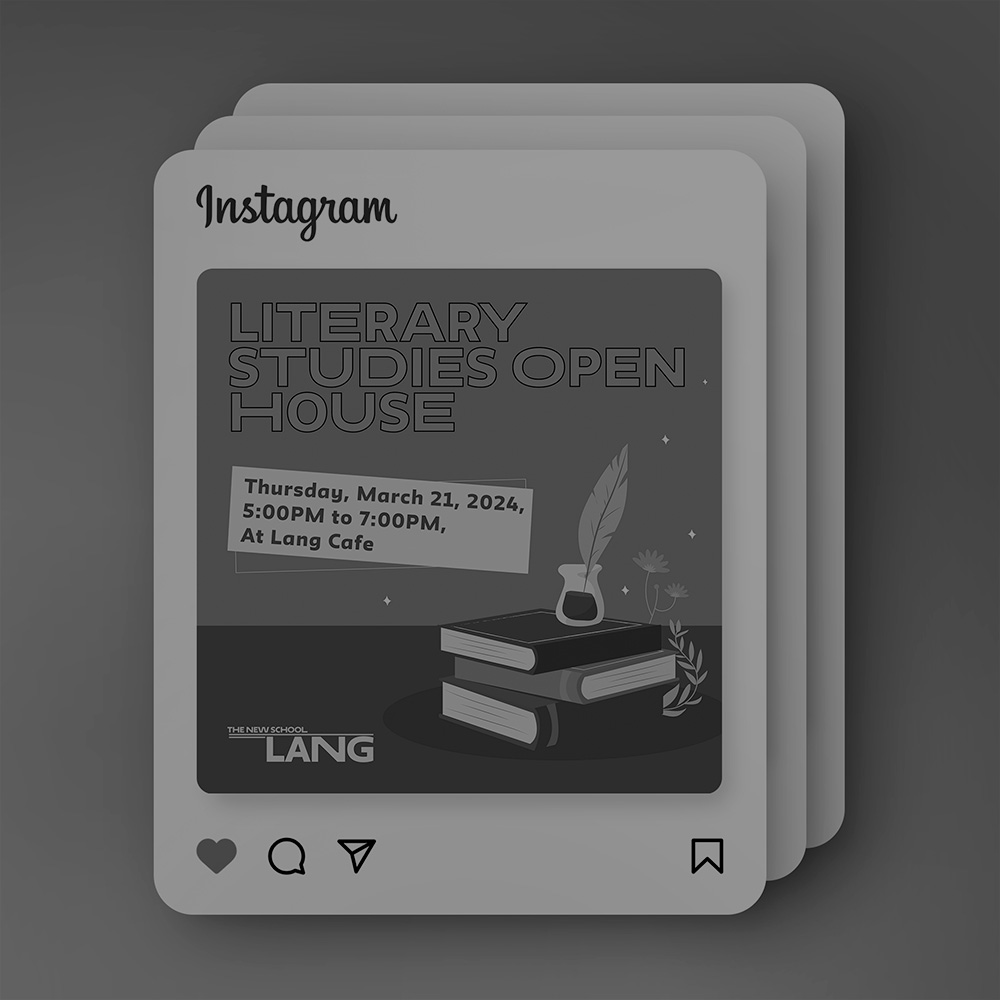 Instagram
LITERARY
STUDIES OPEN
HOUSE
Thursday, March 21, 2024,
5:00PM to 7:00PM,
At Lang Cafe
THE NEW SCHOOL
LANG